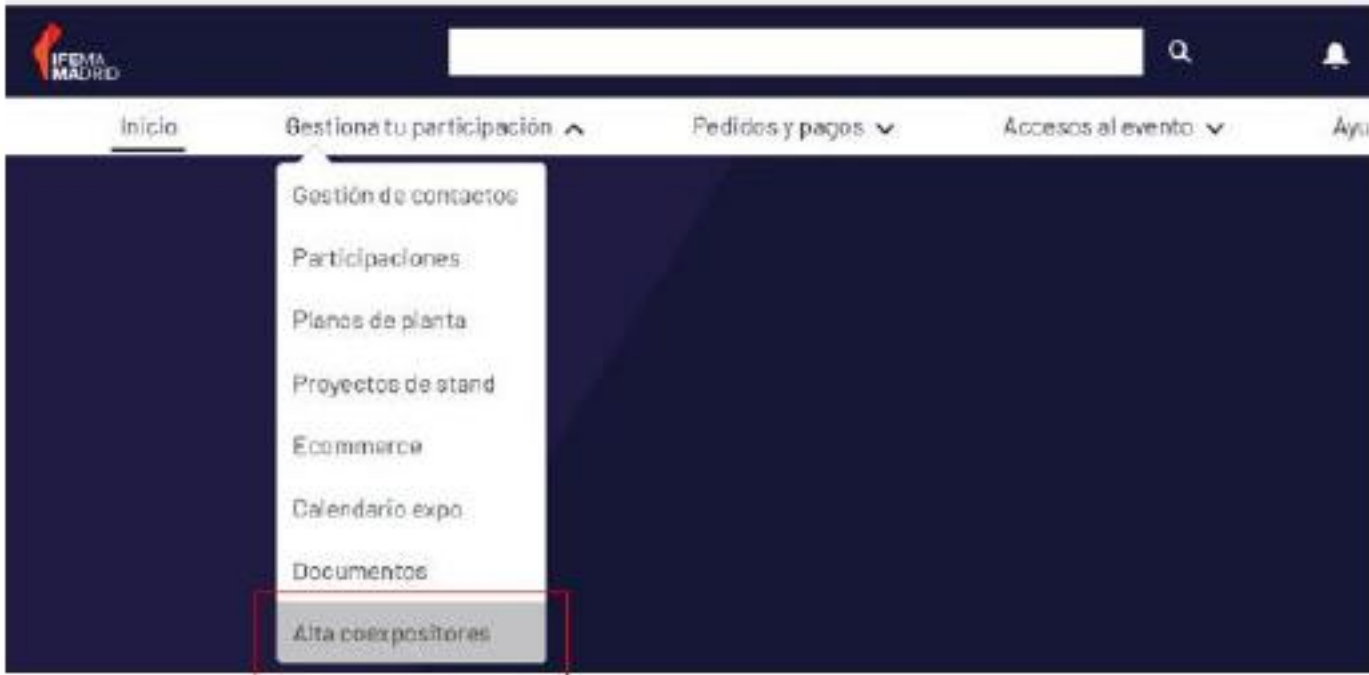 IFEMA
MADRID
Inicio
Gestiona tu participación
Pedidos y pagos
Accesos al evento
Ayu
Gestión de contactos
Participaciones
Planos de planta
Proyectos de stand
Ecommerce
Calendario expo
Documentos
Alta coexpositores